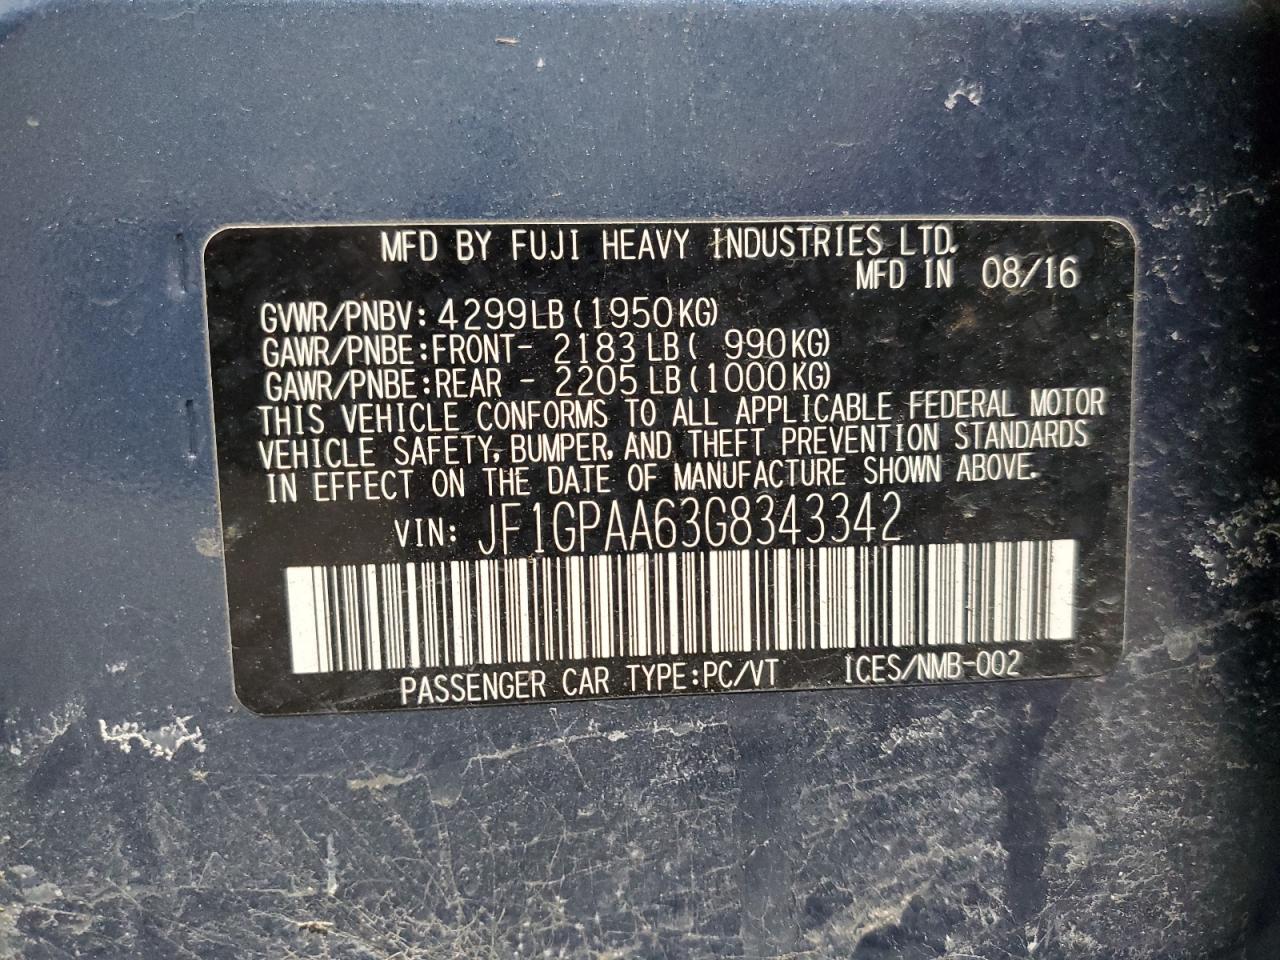 MFD BY FUJI HEAVY INDUSTRIES LTD.
MFD IN 08/16
GVWR/PNBV: 4299LB (1950KG)
GAWR/PNBE: FRONT- 2183LB ( 990KG)
GAWR/PNBE: REAR - 2205LB (1000KG)
THIS VEHICLE CONFORMS TO ALL APPLICABLE FEDERAL MOTOR
VEHICLE SAFETY, BUMPER, AND THEFT PREVENTION STANDARDS
IN EFFECT ON THE DATE OF MANUFACTURE SHOWN ABOVE.
VIN: JF1GPAA63G8343342
PASSENGER CAR TYPE: PC/VT ICES/NMB-002